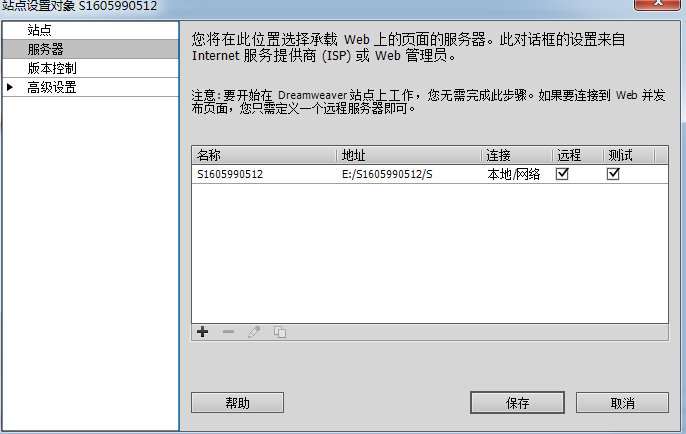 站点设置对象 S1605990512
站点
服务器
版本控制
高级设置
您将在此位置选择承载 Web 上的页面的服务器。此对话框的设置来自
Internet 服务提供商 (ISP) 或 Web 管理员。
注意:要开始在 Dreamweaver 站点上工作，您无需完成此步骤。如果要连接到 Web 并发
布页面，您只需定义一个远程服务器即可。
名称 地址 连接 远程 测试
S1605990512 E:/S1605990512/S 本地/网络
帮助 保存 取消